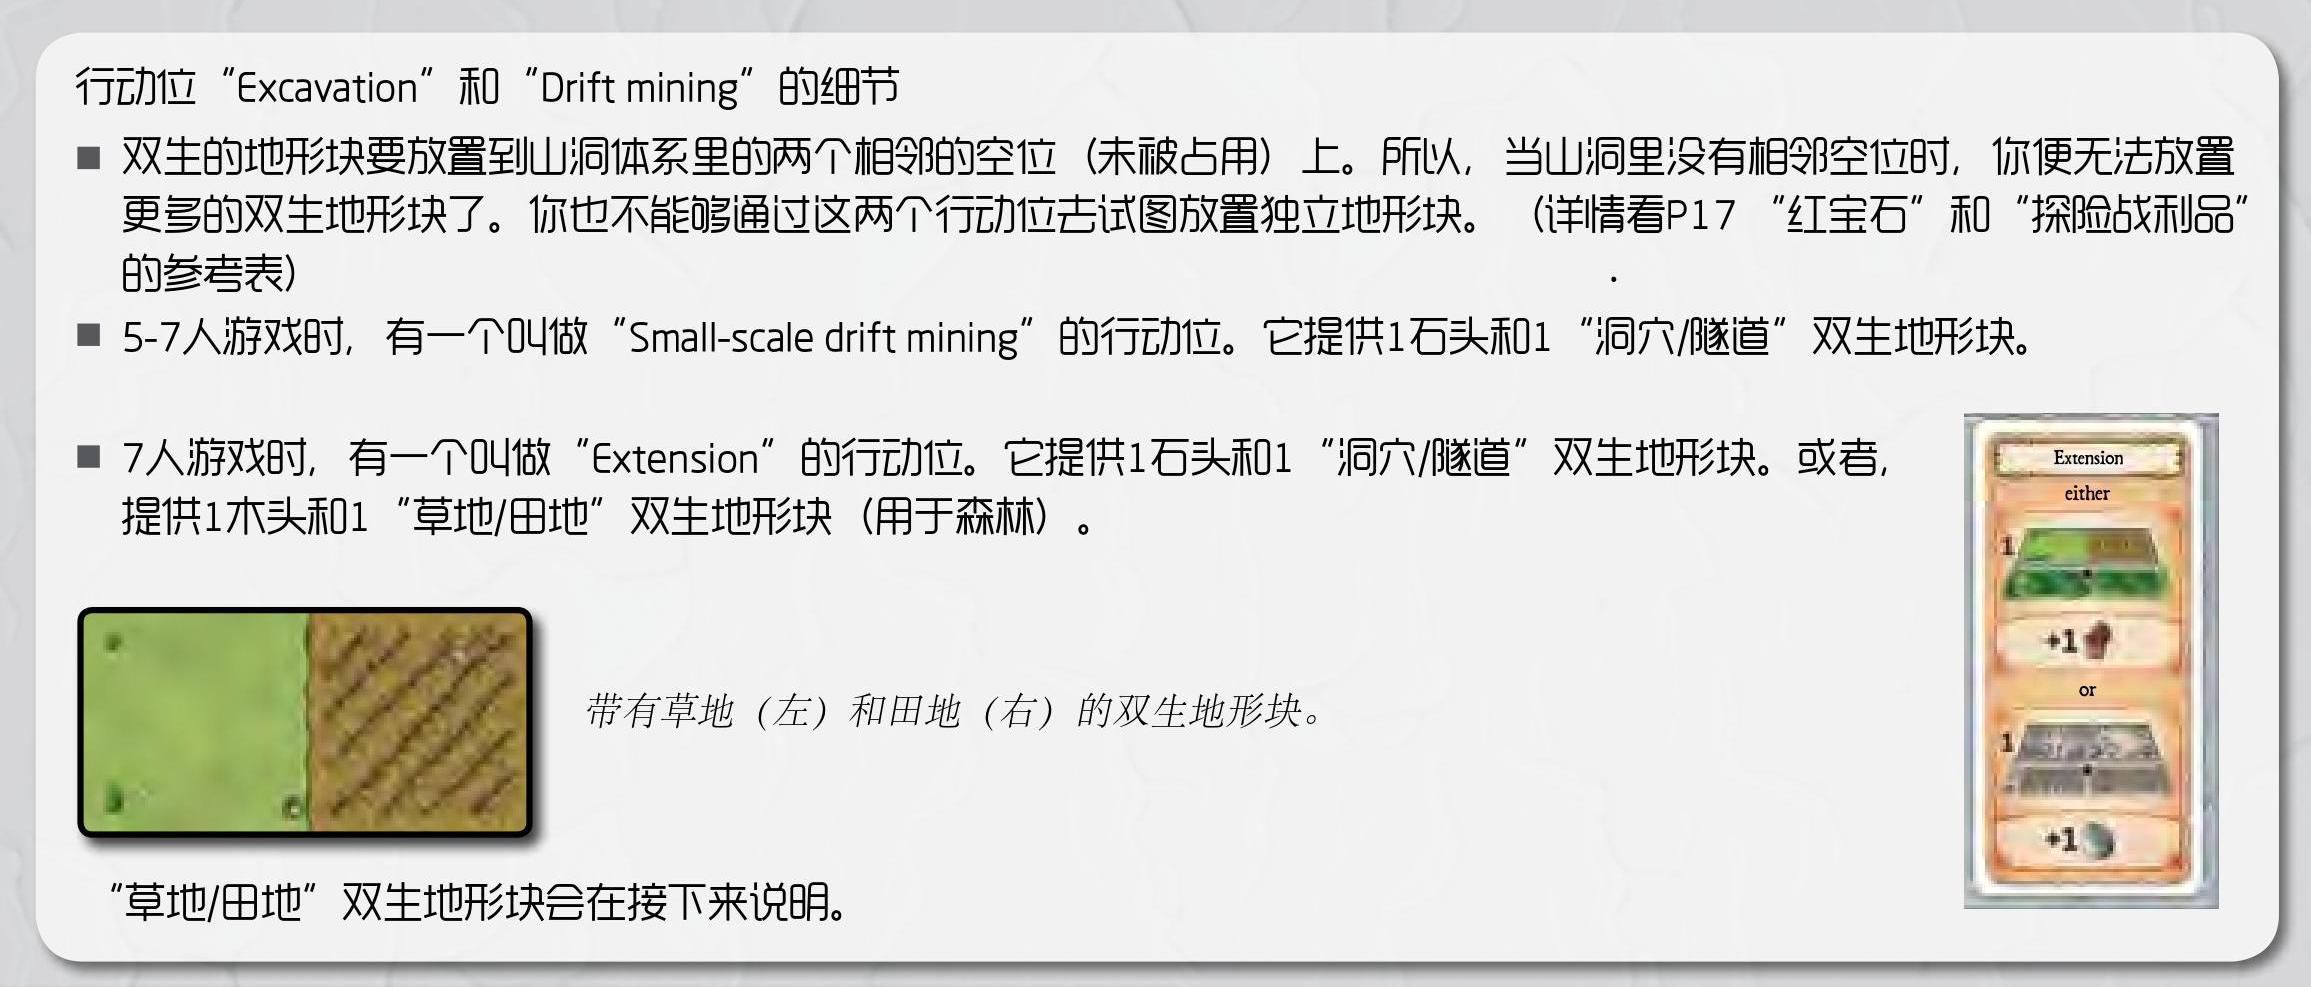 行动位“Excavation”和“Drift mining”的细节
■ 双生的地形块要放置到山洞体系里的两个相邻的空位（未被占用）上。所以，当山洞里没有相邻空位时，你便无法放置
更多的双生地形块了。你也不能够通过这两个行动位去试图放置独立地形块。（详情看P17 “红宝石”和“探险战利品”
的参考表）
■ 5-7人游戏时，有一个叫做“Small-scale drift mining”的行动位。它提供1石头和1“洞穴/隧道”双生地形块。
■ 7人游戏时，有一个叫做“Extension”的行动位。它提供1石头和1“洞穴/隧道”双生地形块。或者，
提供1木头和1“草地/田地”双生地形块（用于森林）。
Extension
either
1
+1
or
1
+1
带有草地（左）和田地（右）的双生地形块。
“草地/田地”双生地形块会在接下来说明。